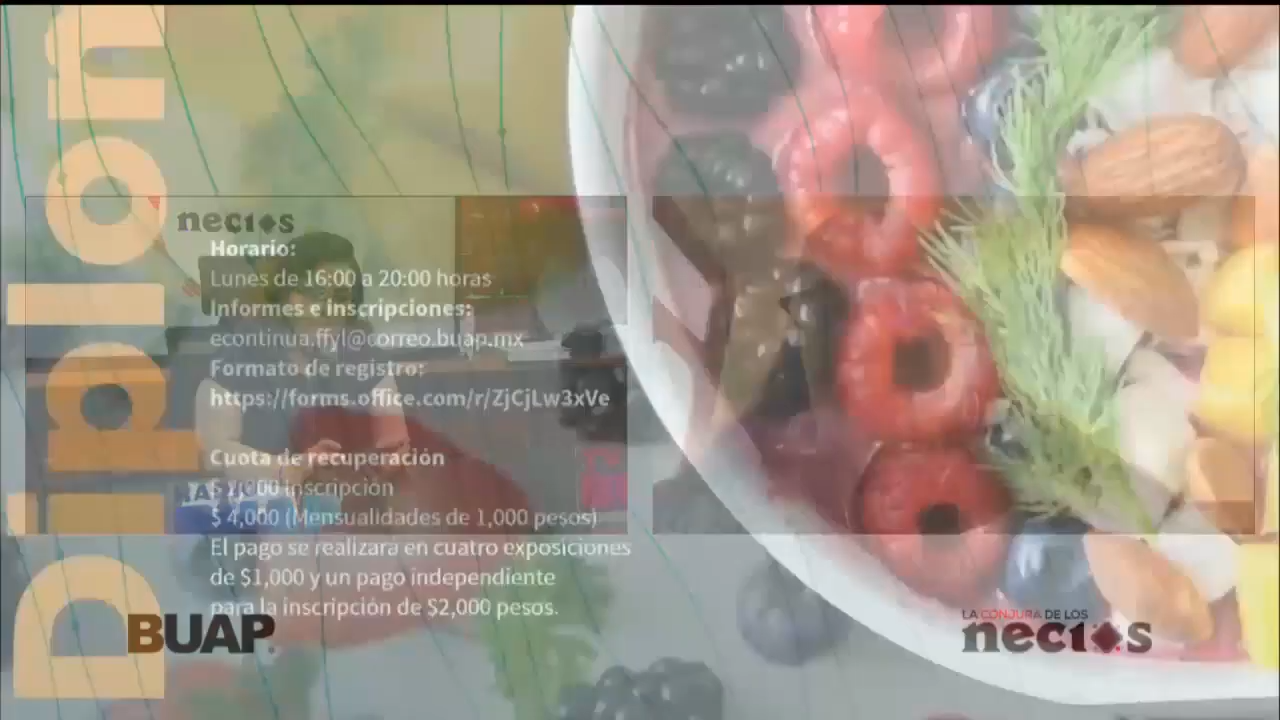 Diplom
necios
Horario:
Lunes de 16:00 a 20:00 horas
Informes e inscripciones:
econtinua.ffyl@correo.buap.mx
Formato de registro:
https://forms.office.com/r/ZjCjLw3xVe
Cuota de recuperación
$ 2,000 inscripción
$ 4,000 (Mensualidades de 1,000 pesos)
El pago se realizara en cuatro exposiciones
de $1,000 y un pago independiente
para la inscripción de $2,000 pesos.
BUAP
LA CONJURA DE LOS
necios